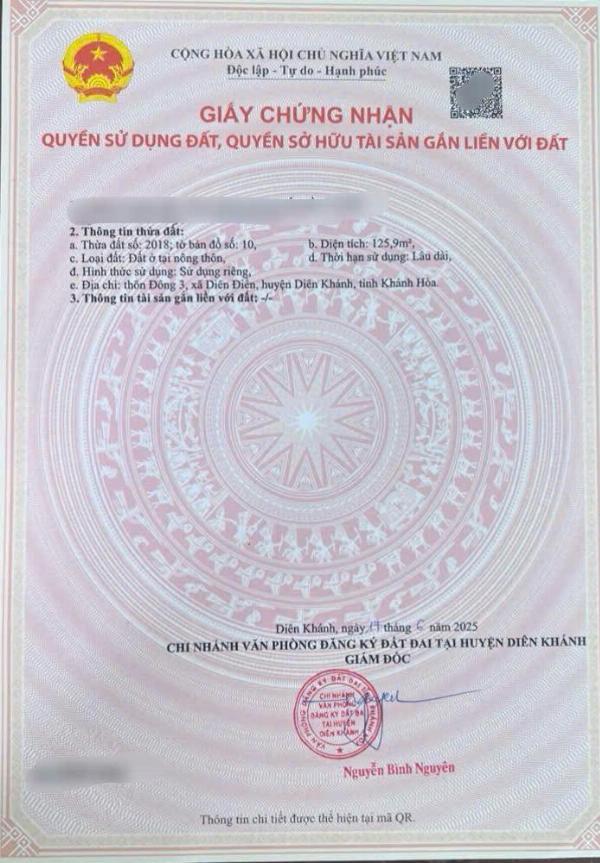 CỘNG HÒA XÃ HỘI CHỦ NGHĨA VIỆT NAM
Độc lập - Tự do - Hạnh phúc
GIẤY CHỨNG NHẬN
QUYỀN SỬ DỤNG ĐẤT, QUYỀN SỞ HỮU TÀI SẢN GẮN LIỀN VỚI ĐẤT
2. Thông tin thửa đất:
a. Thửa đất số: 2018; tờ bản đồ số: 10, b. Diện tích: 125,9m²,
c. Loại đất: Đất ở tại nông thôn, d. Thời hạn sử dụng: Lâu dài,
đ. Hình thức sử dụng: Sử dụng riêng,
e. Địa chỉ: thôn Đông 3, xã Diên Điền, huyện Diên Khánh, tỉnh Khánh Hòa.
3. Thông tin tài sản gắn liền với đất: -/-
Diên Khánh, ngày tháng 6 năm 2025
CHI NHÁNH VĂN PHÒNG ĐĂNG KÝ ĐẤT ĐAI TẠI HUYỆN DIÊN KHÁNH
GIÁM ĐỐC
CHI NHÁNH
VĂN PHÒNG
ĐĂNG KÝ ĐẤT ĐAI
TẠI HUYỆN
DIÊN KHÁNH
Nguyễn Bình Nguyên
Thông tin chi tiết được thể hiện tại mã QR.